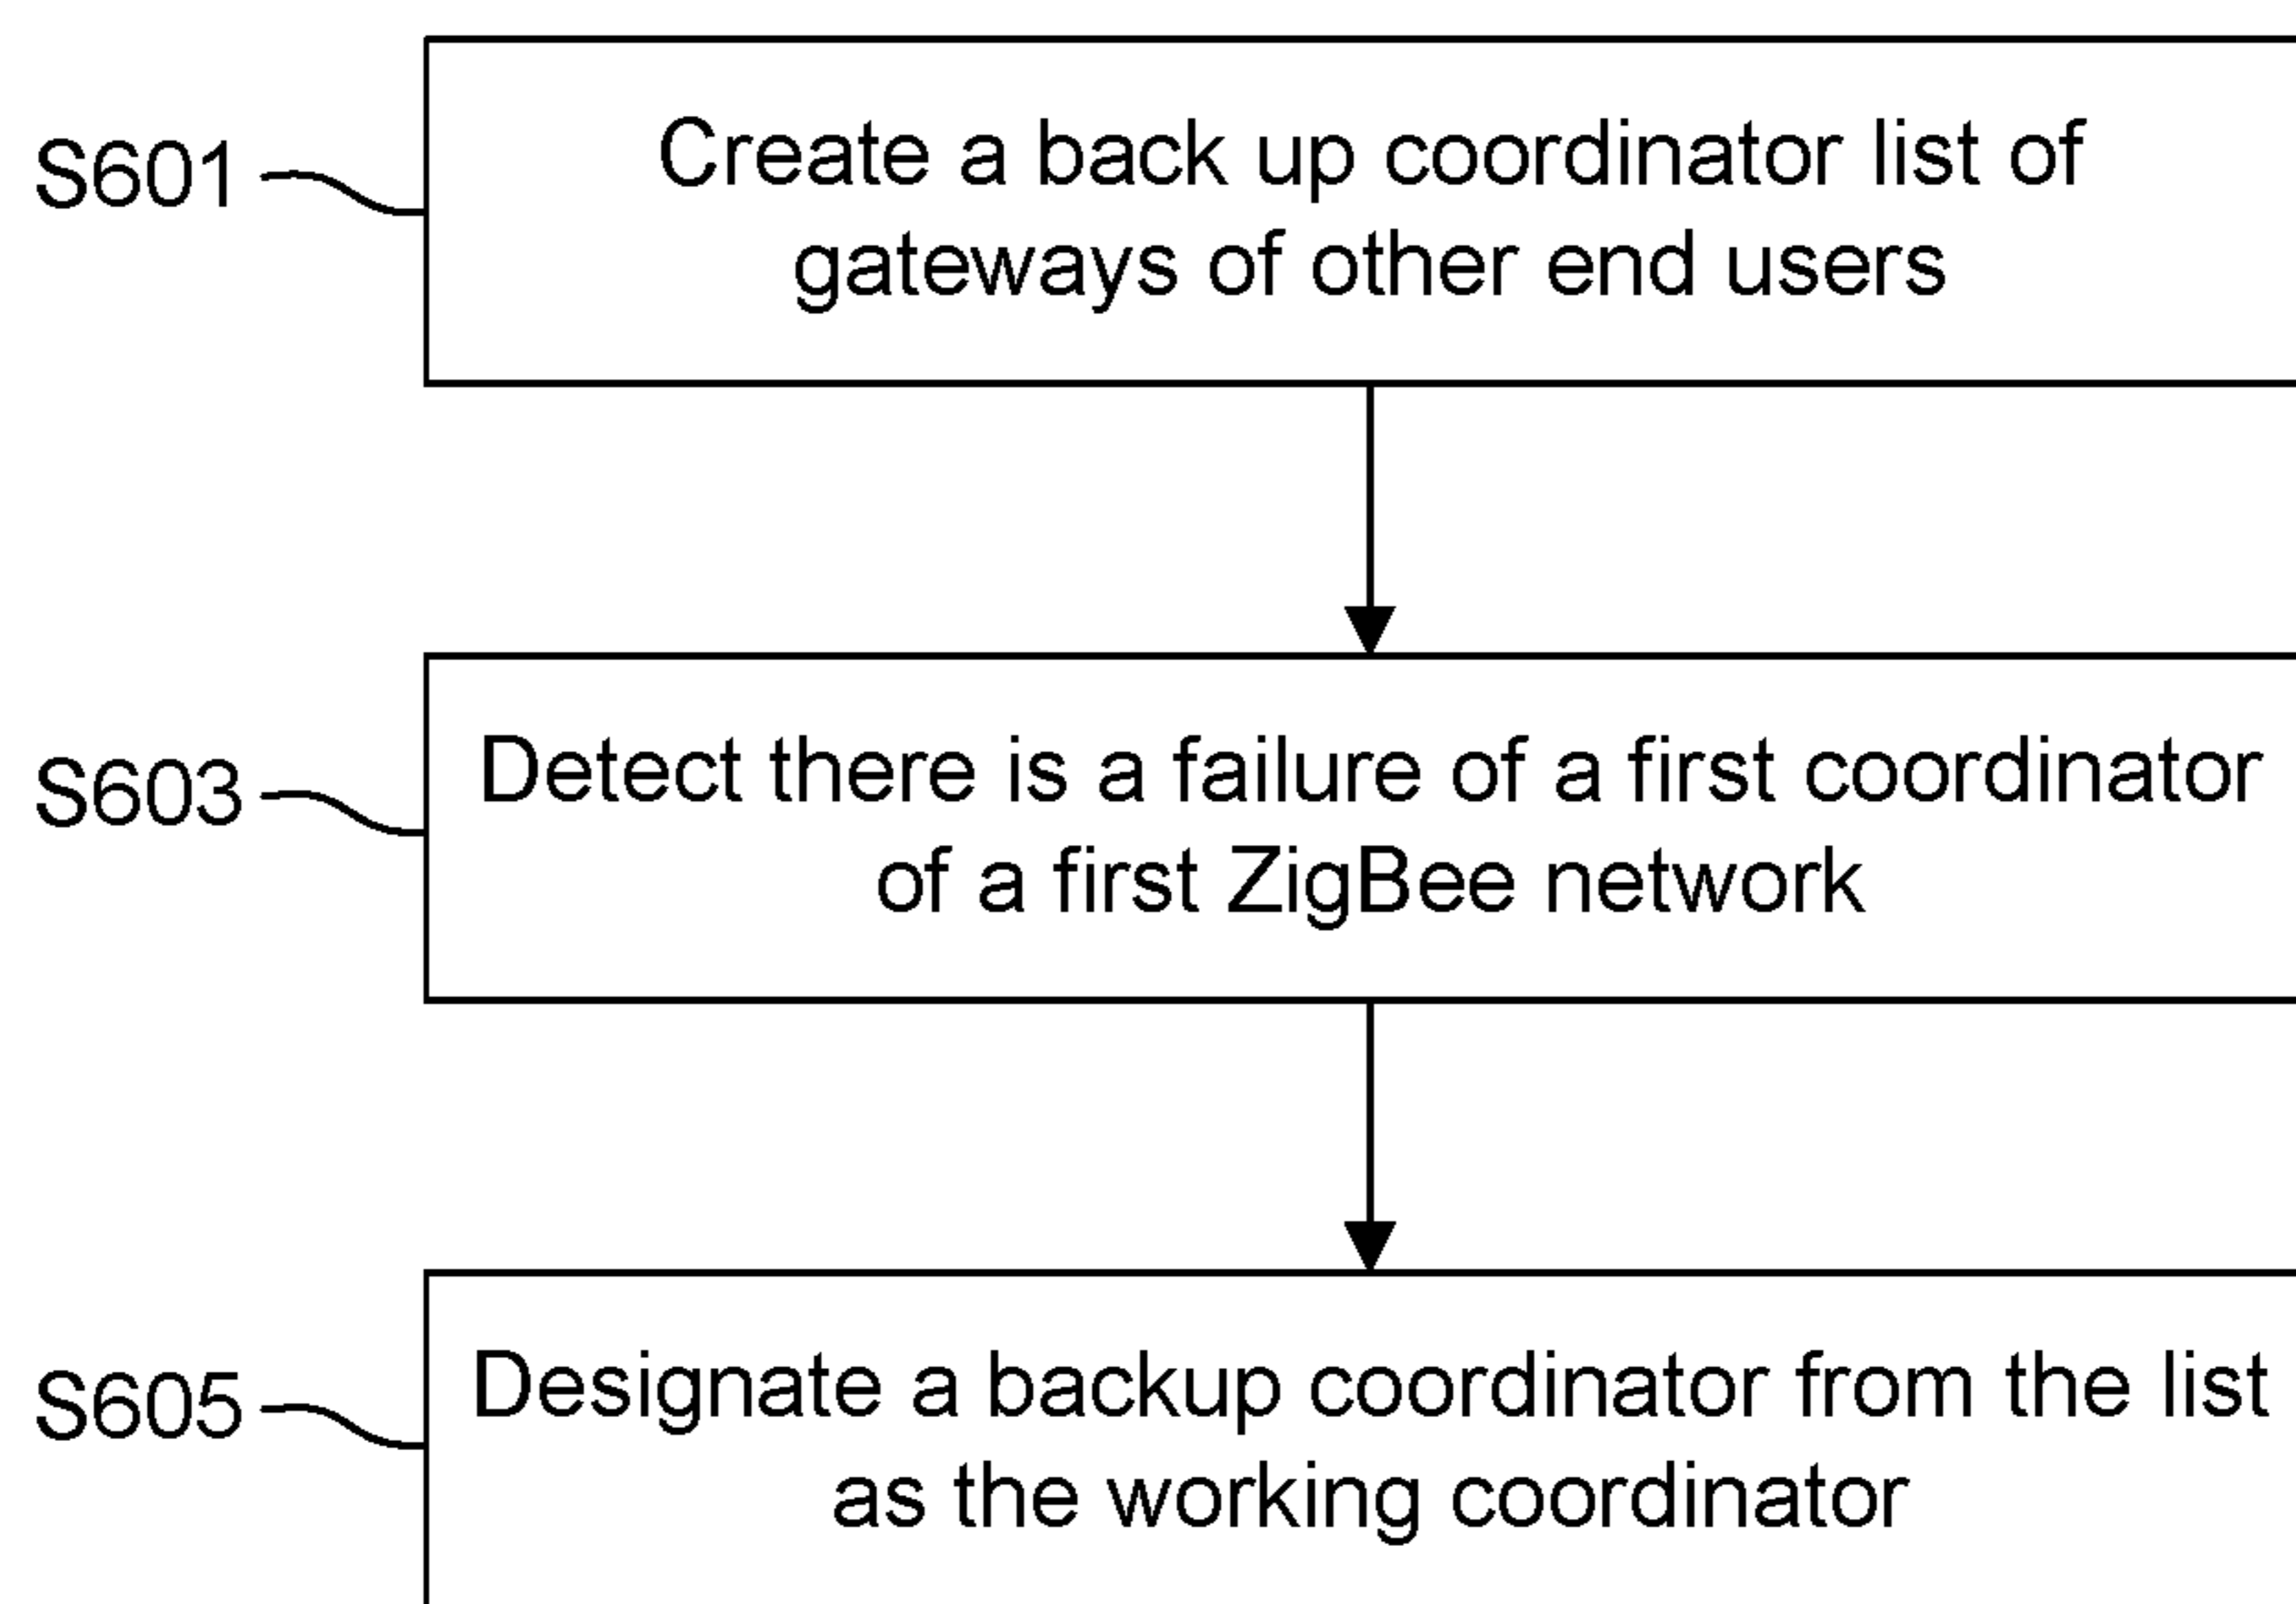 S601
Create a back up coordinator list of
gateways of other end users
S603
Detect there is a failure of a first coordinator
of a first ZigBee network
S605
Designate a backup coordinator from the list
as the working coordinator